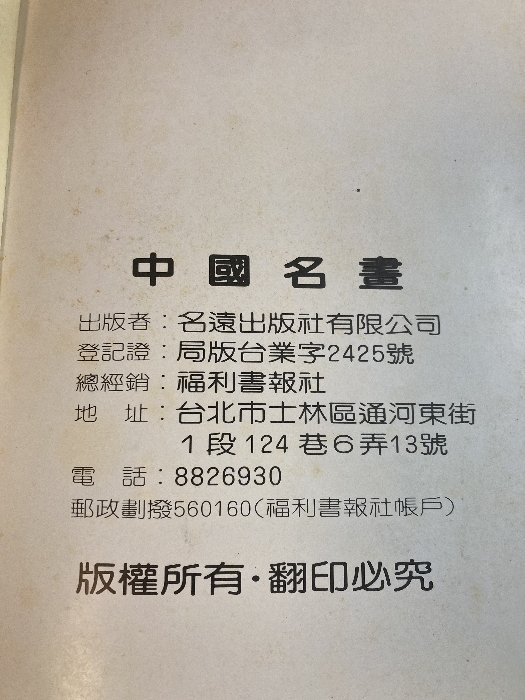 中國名畫
出版者：名遠出版社有限公司
登記證：局版台業字2425號
總經銷：福利書報社
地　址：台北市士林區通河東街
1段124巷6弄13號
電　話：8826930
郵政劃撥560160(福利書報社帳戶)
版權所有·翻印必究